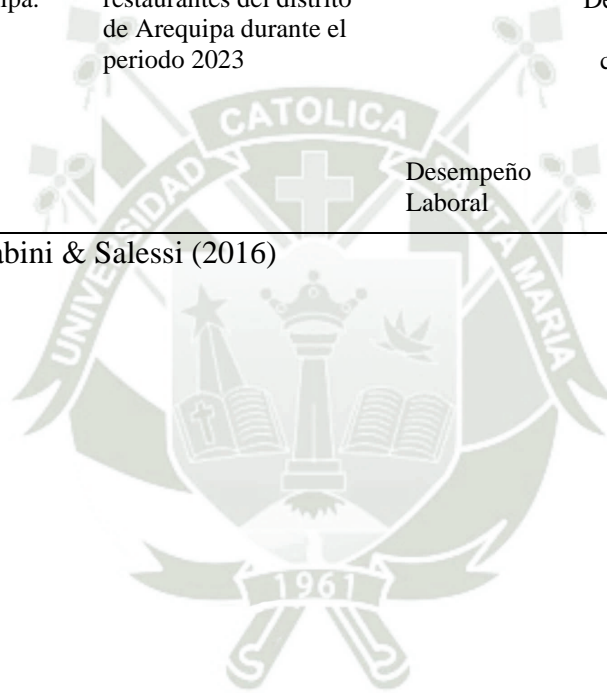 restaurantes del distrito
de Arequipa durante el
periodo 2023
Desempeño
Laboral
& Salessi (2016)
UNIVERSIDAD CATOLICA SANTA MARIA
1961